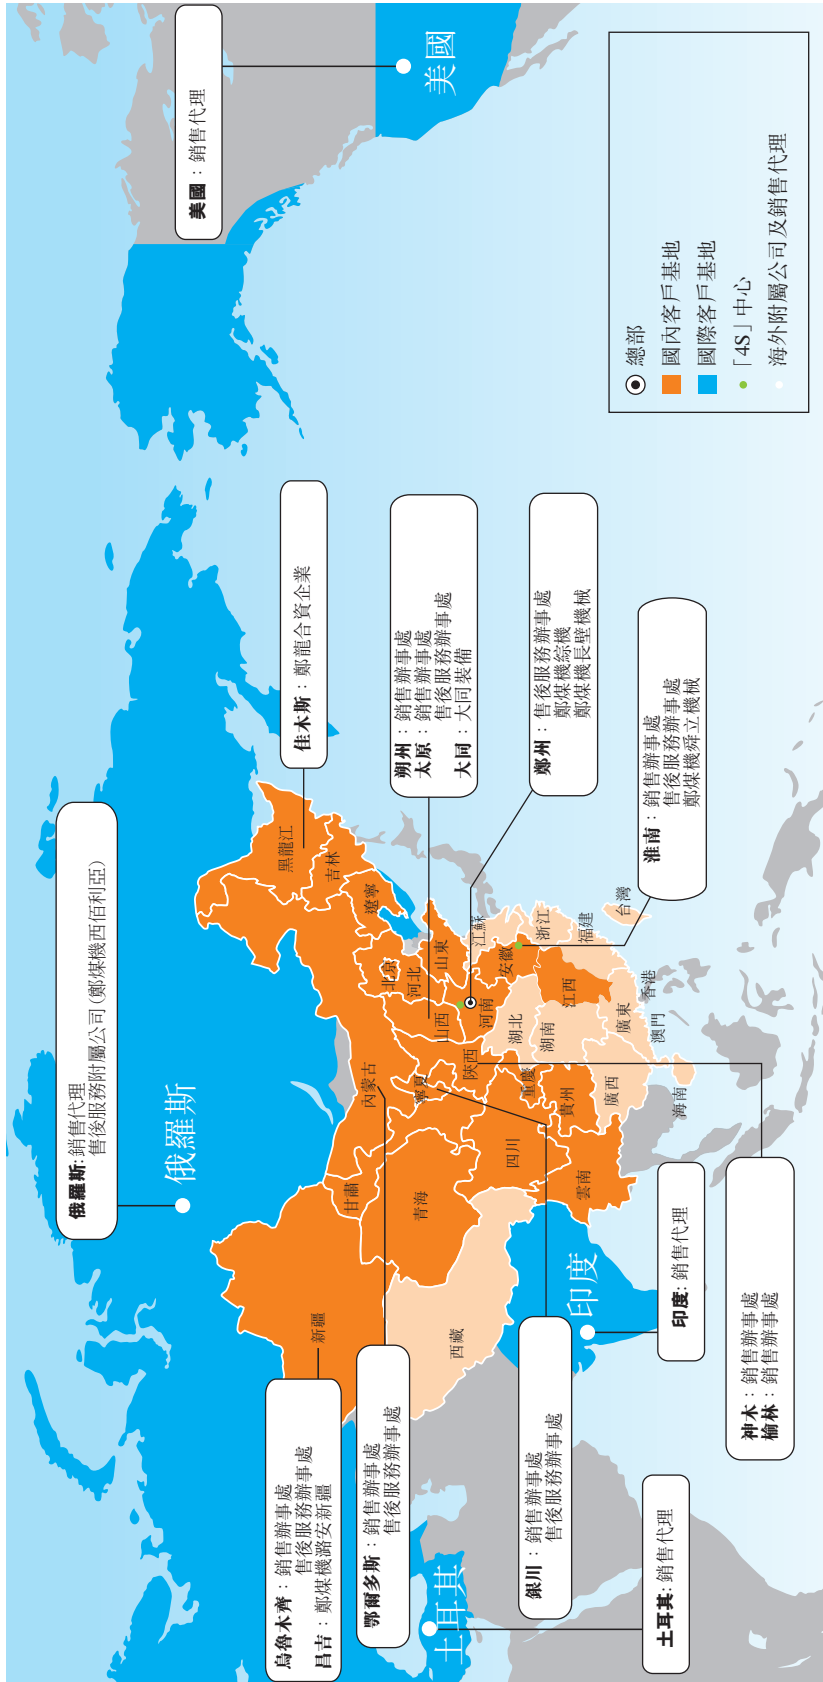 俄羅斯:銷售代理
售後服務附屬公司(鄭煤機西佰利亞)
美國：銷售代理
俄羅斯
美國
烏魯木齊：銷售辦事處
售後服務辦事處
昌吉：鄭煤機潞安新疆
鄂爾多斯：銷售辦事處
售後服務辦事處
土耳其
銀川：銷售辦事處
售後服務辦事處
土耳其:銷售代理
印度
印度:銷售代理
神木：銷售辦事處
榆林：銷售辦事處
佳木斯：鄭龍合資企業
朔州：銷售辦事處
太原：銷售辦事處
售後服務辦事處
大同：大同裝備
鄭州：售後服務辦事處
鄭煤機綜機
鄭煤機長壁機械
淮南：銷售辦事處
售後服務辦事處
鄭煤機舜立機械
新疆
西藏
甘肅
青海
內蒙古
寧夏
陝西
四川
雲南
重慶
貴州
廣西
海南
黑龍江
吉林
遼寧
北京
河北
山西
山東
河南
江蘇
安徽
湖北
湖南
江西
浙江
福建
台灣
廣東
香港
澳門
總部
國內客戶基地
國際客戶基地
「4S」中心
海外附屬公司及銷售代理